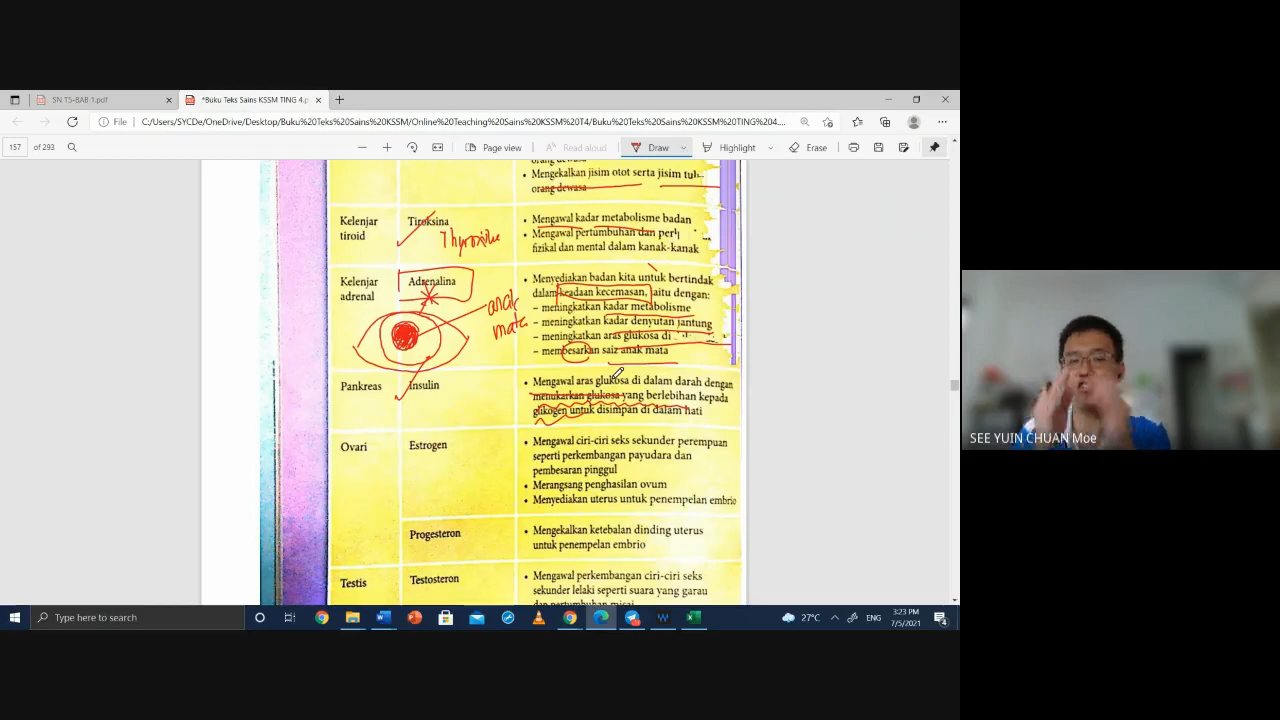 SN T5-BAB 1.pdf
*Buku Teks Sains KSSM TING 4.p
File
C:/Users/SYCDe/OneDrive/Desktop/Buku%20Teks%20Sains%20KSSM/Online%20Teaching%20Sains%20KSSM%20T4/Buku%20Teks%20Sains%20KSSM%20TING%204....
157 of 293
Page view
Read aloud
Draw
Highlight
Erase
orang dewasa
• Mengekalkan jisim otot serta jisim
orang dewasa
Kelenjar
tiroid
Tiroksina
Thyroxine
• Mengawal kadar metabolisme badan
• Mengawal pertumbuhan dan
fizikal dan mental dalam kanak-kanak
Kelenjar
adrenal
Adrenalina
anak
mata
Menyediakan badan kita untuk bertindak
dalam keadaan kecemasan, iaitu dengan:
– meningkatkan kadar metabolisme
– meningkatkan kadar denyutan jantung
– meningkatkan aras glukosa di
– membesarkan saiz anak mata
Pankreas
Insulin
• Mengawal aras glukosa di dalam darah dengan
menukarkan glukosa yang berlebihan kepada
glikogen untuk disimpan di dalam hati
Ovari
Estrogen
• Mengawal ciri-ciri seks sekunder perempuan
seperti perkembangan payudara dan
pembesaran pinggul
• Merangsang penghasilan ovum
• Menyediakan uterus untuk penempelan embrio
Progesteron
• Mengekalkan ketebalan dinding uterus
untuk penempelan embrio
Testis
Testosteron
• Mengawal perkembangan ciri-ciri seks
sekunder lelaki seperti suara yang garau
dan pertumbuhan misai
SEE YUIN CHUAN Moe
Type here to search
27°C
ENG
3:23 PM
7/5/2021
4